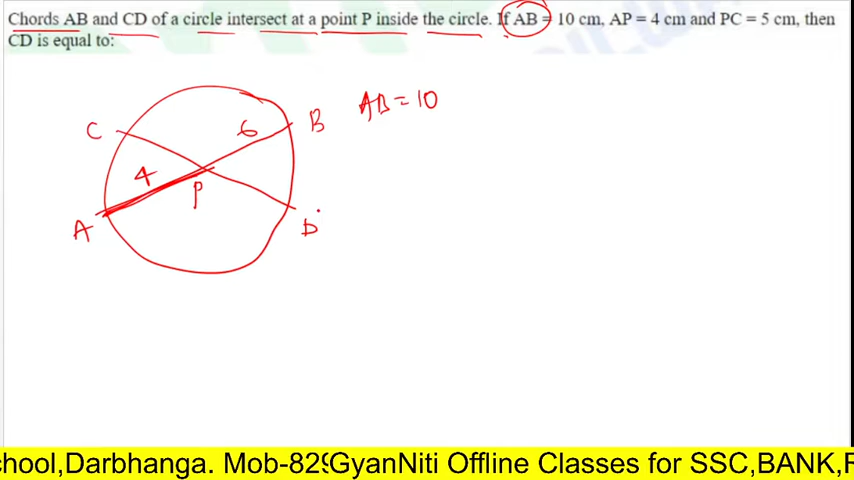 Chords AB and CD of a circle intersect at a point P inside the circle. If AB = 10 cm, AP = 4 cm and PC = 5 cm, then
CD is equal to:
AB = 10
C
6
B
4
P
A
D
chool,Darbhanga. Mob-829GyanNiti Offline Classes for SSC,BANK,R